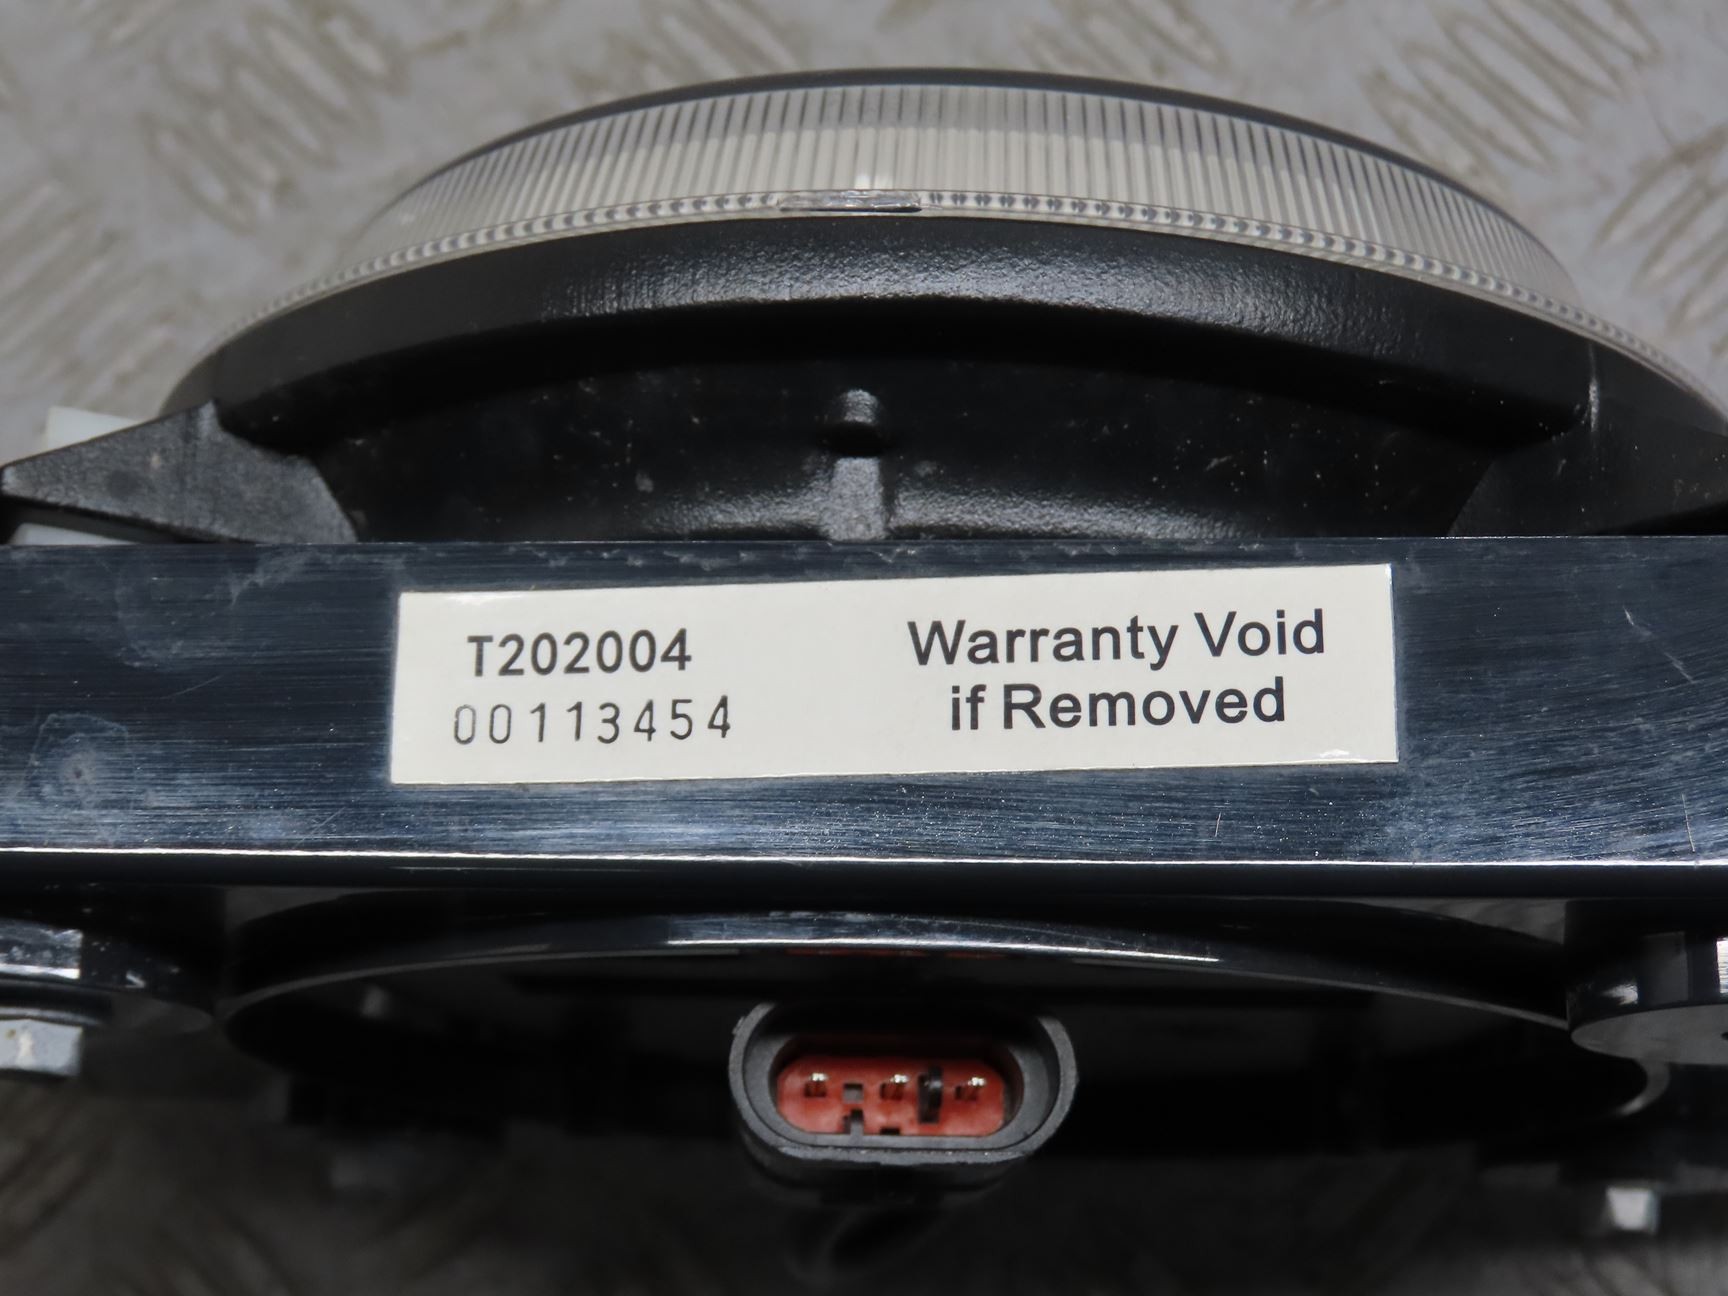 T202004
00113454
Warranty Void
if Removed